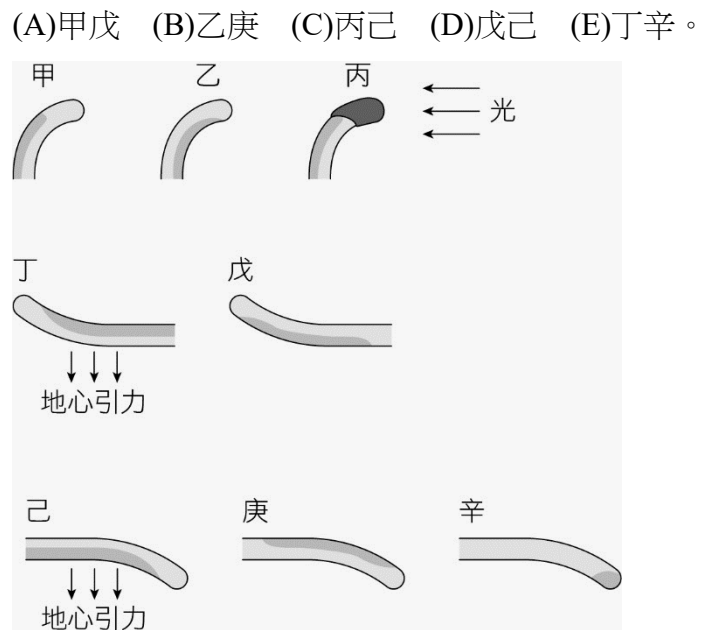 (A)甲戊 (B)乙庚 (C)丙己 (D)戊己 (E)丁辛。
甲 乙 丙
光
丁 戊
地心引力
己 庚 辛
地心引力